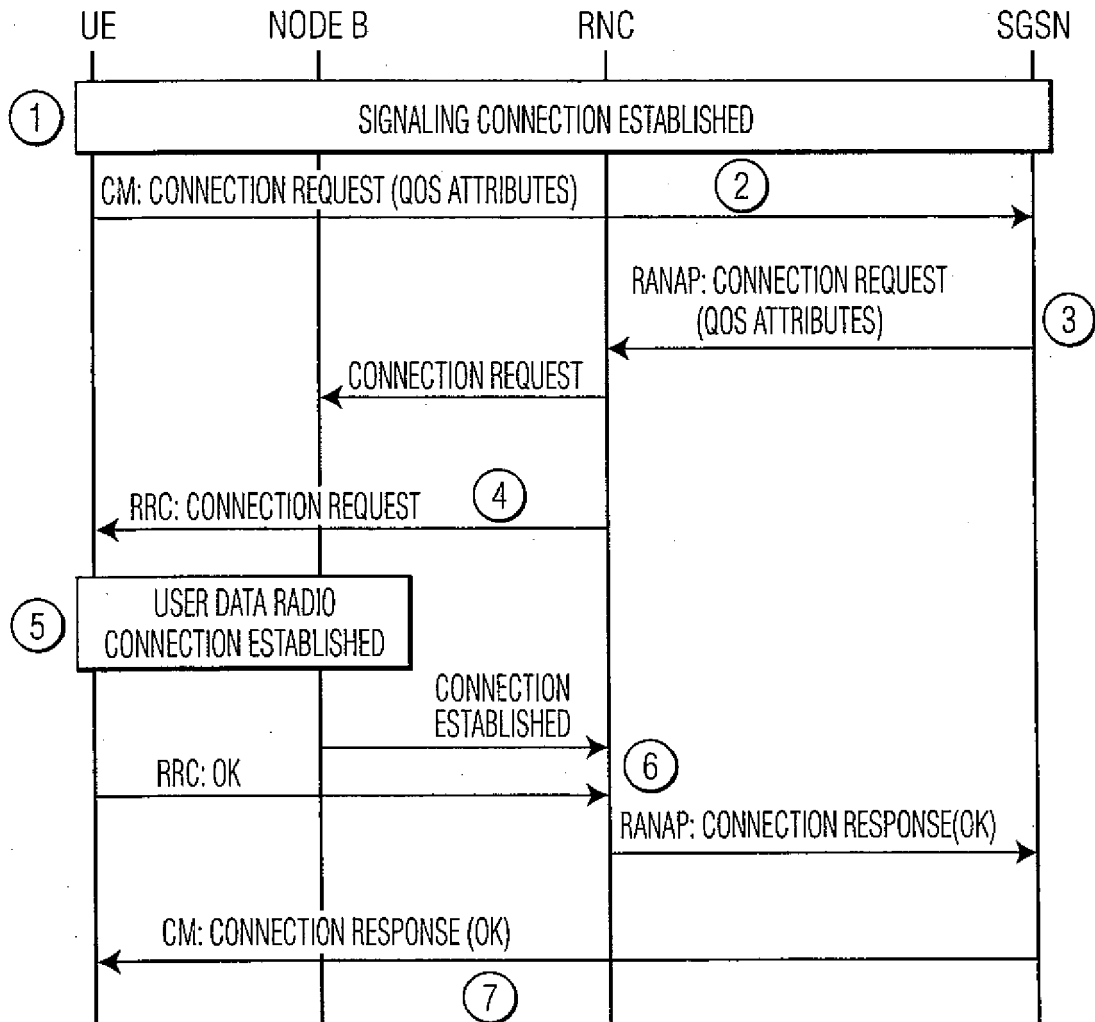 UE NODE B RNC SGSN
1 SIGNALING CONNECTION ESTABLISHED
2
CM: CONNECTION REQUEST (QOS ATTRIBUTES)
RANAP: CONNECTION REQUEST
(QOS ATTRIBUTES)
3
CONNECTION REQUEST
4
RRC: CONNECTION REQUEST
5
USER DATA RADIO
CONNECTION ESTABLISHED
CONNECTION
ESTABLISHED
6
RRC: OK
RANAP: CONNECTION RESPONSE(OK)
CM: CONNECTION RESPONSE (OK)
7